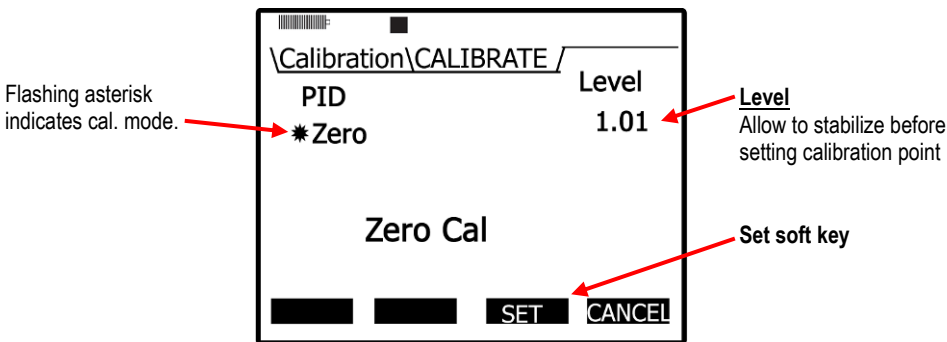 Flashing asterisk
indicates cal. mode.
\Calibration\CALIBRATE /
PID
Level
✷Zero
1.01
Zero Cal
SET
CANCEL
Level
Allow to stabilize before
setting calibration point
Set soft key